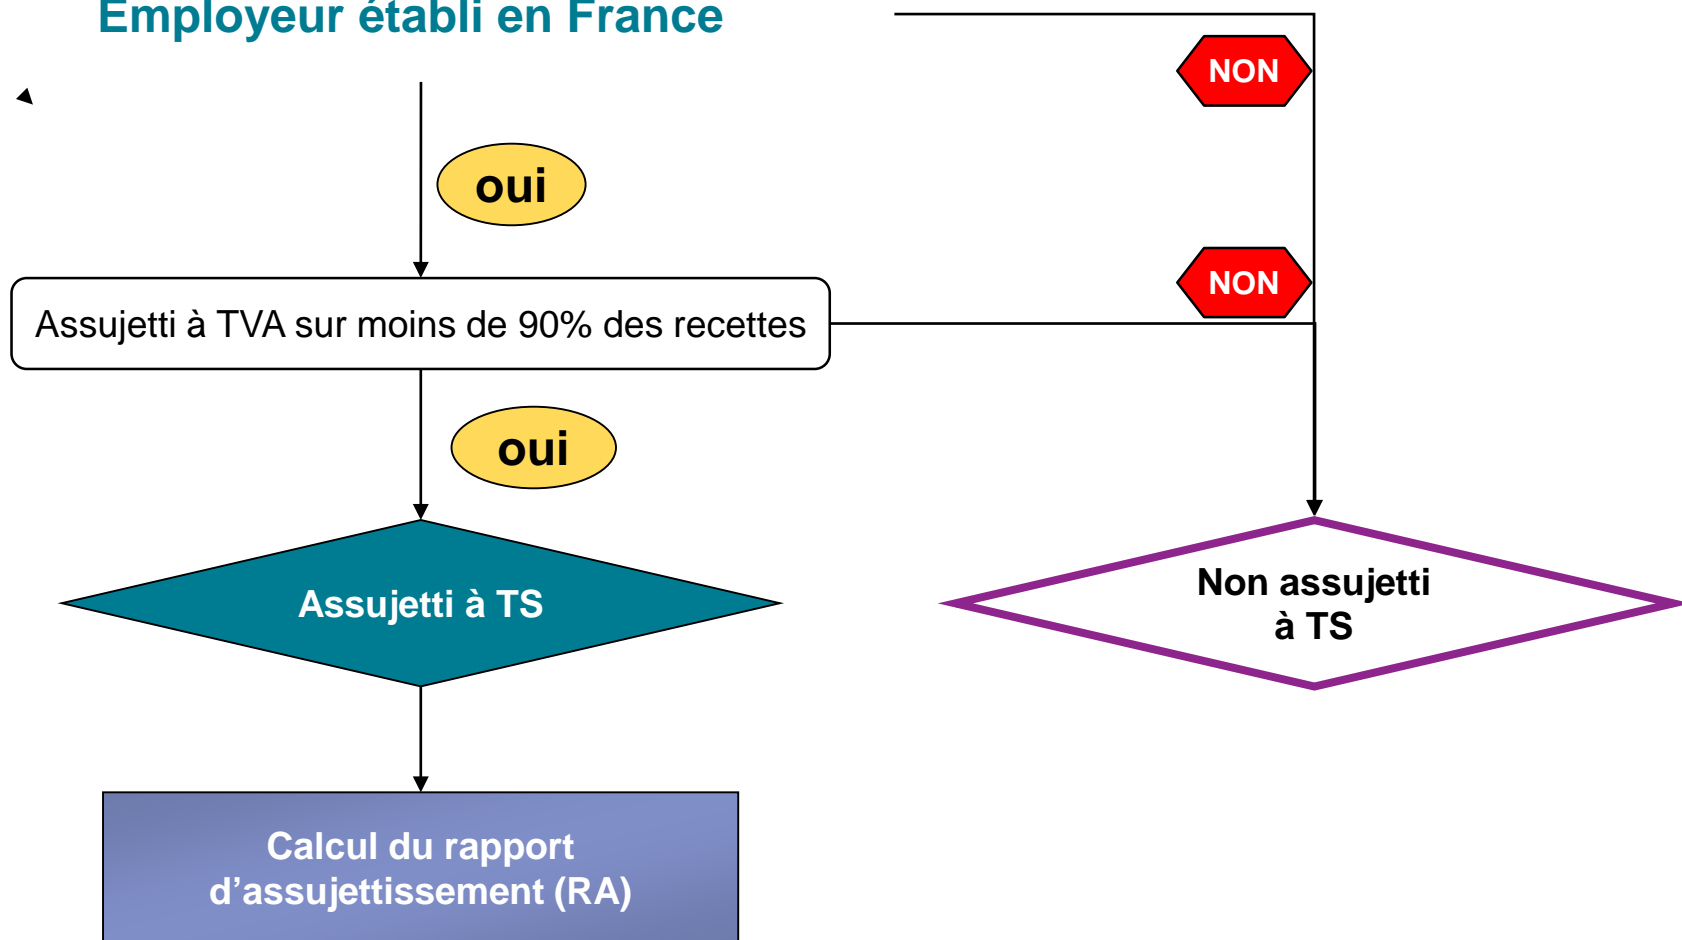 Employeur établi en France
NON
oui
NON
Assujetti à TVA sur moins de 90% des recettes
oui
Assujetti à TS
Non assujetti
à TS
Calcul du rapport
d’assujettissement (RA)